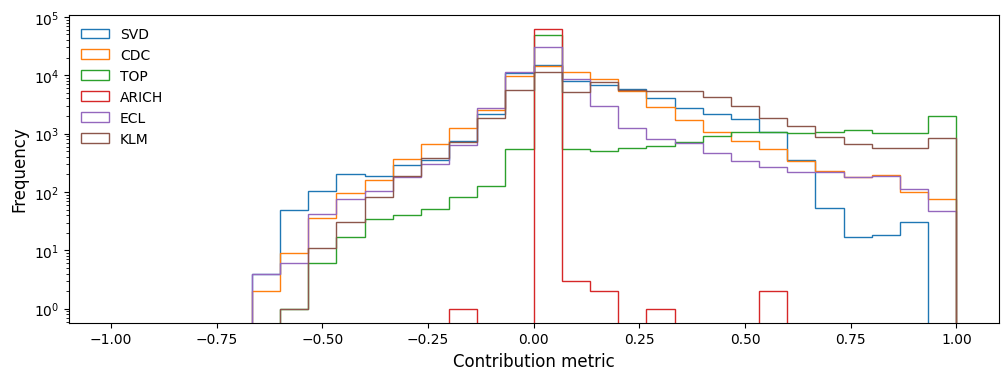 10⁵
10⁴
10³
10²
10¹
10⁰
Frequency
SVD
CDC
TOP
ARICH
ECL
KLM
−1.00 −0.75 −0.50 −0.25 0.00 0.25 0.50 0.75 1.00
Contribution metric